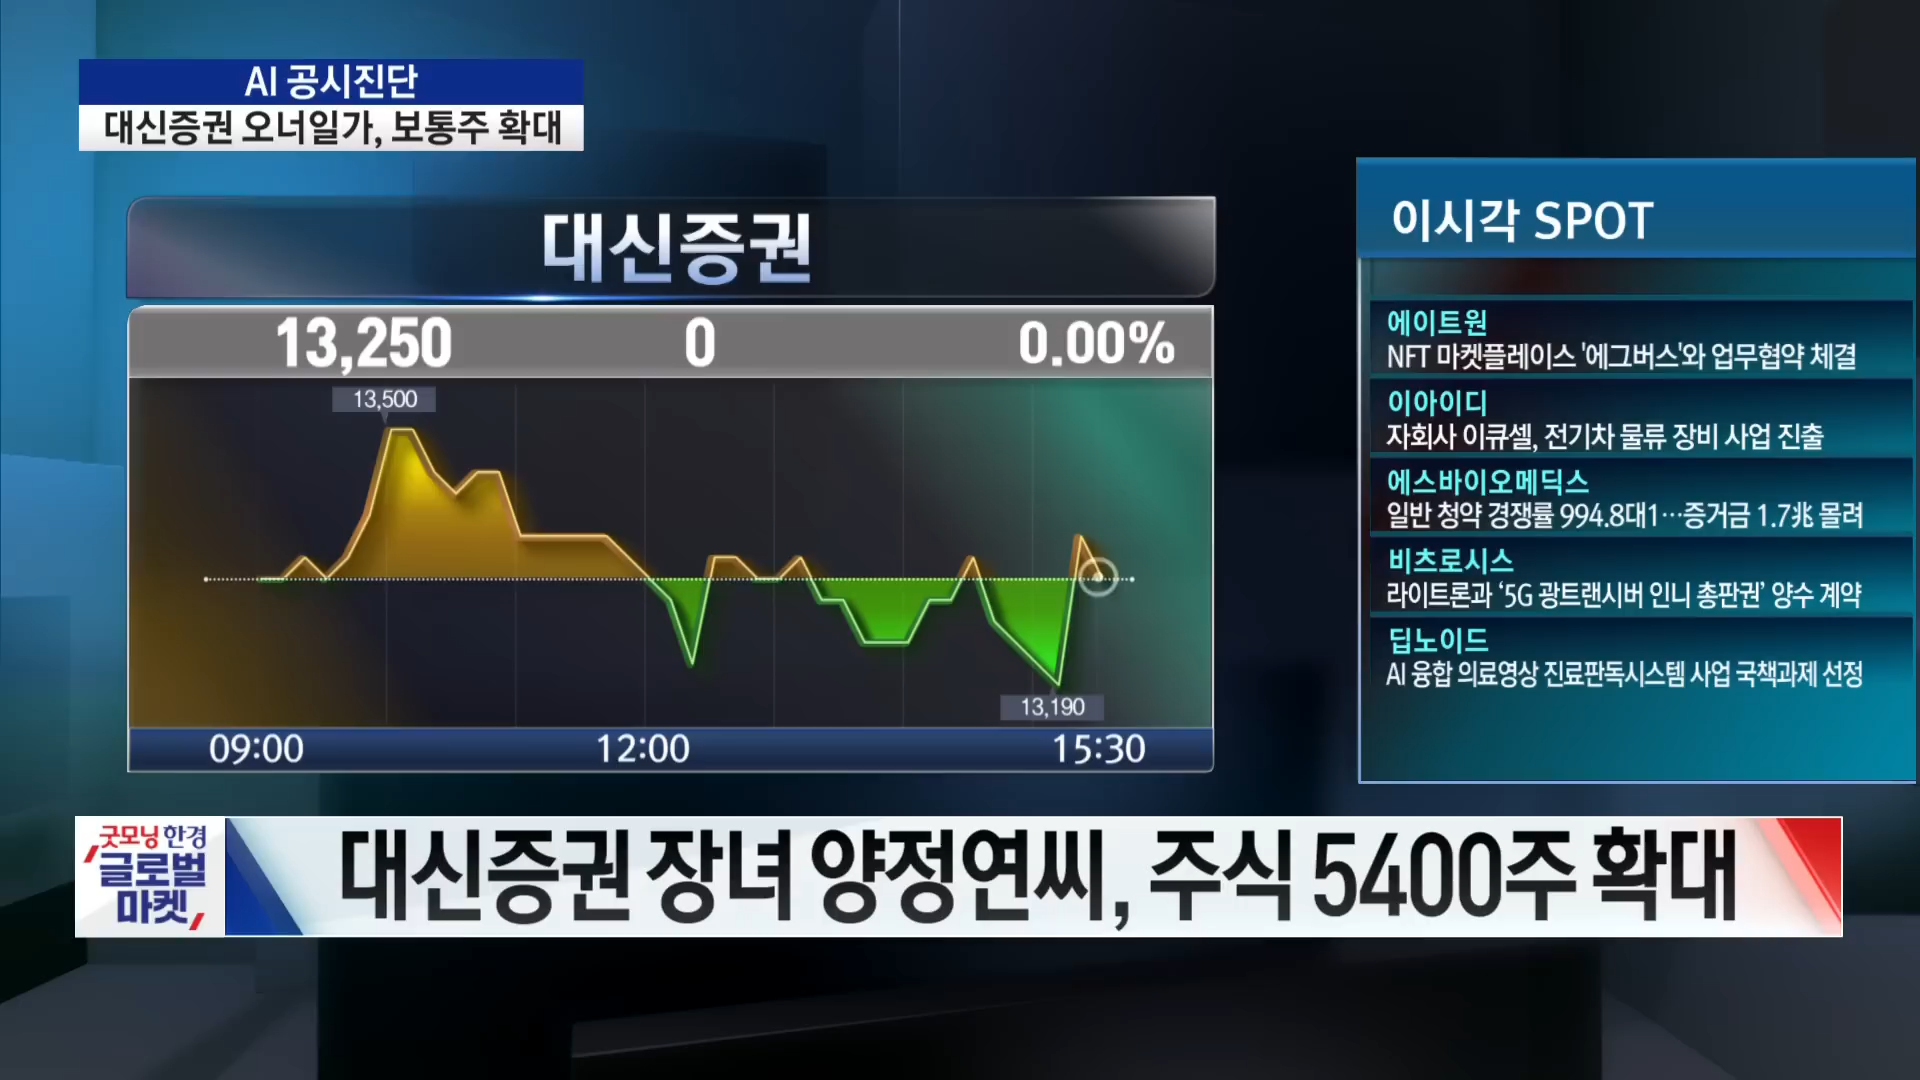 AI 공시진단
대신증권 오너일가, 보통주 확대
대신증권
13,250 0 0.00%
13,500
13,190
09:00 12:00 15:30
이시각 SPOT
에이트원
NFT 마켓플레이스 '에그버스'와 업무협약 체결
이아이디
자회사 이큐셀, 전기차 물류 장비 사업 진출
에스바이오메딕스
일반 청약 경쟁률 994.8대1…증거금 1.7兆 몰려
비츠로시스
라이트론과 ‘5G 광트랜시버 인니 총판권’ 양수 계약
딥노이드
AI 융합 의료영상 진료판독시스템 사업 국책과제 선정
굿모닝 한경
글로벌
마켓
대신증권 장녀 양정연씨, 주식 5400주 확대